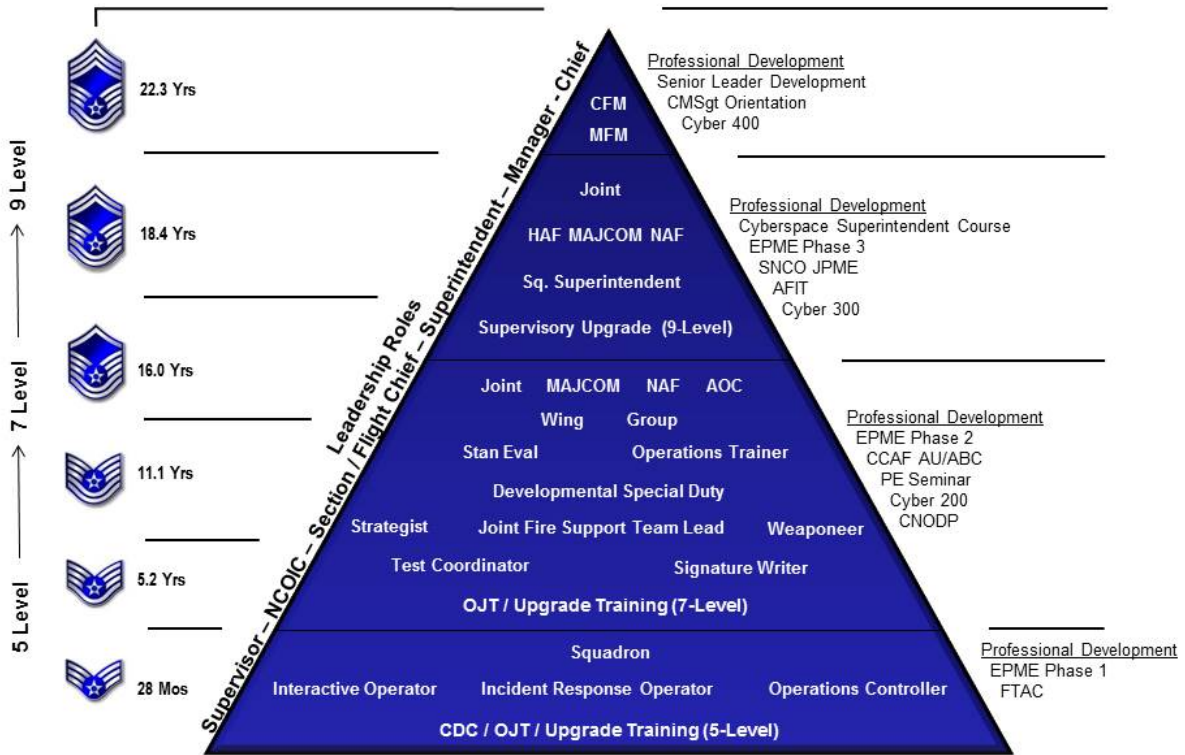 9 Level
7 Level
5 Level
22.3 Yrs
18.4 Yrs
16.0 Yrs
11.1 Yrs
5.2 Yrs
28 Mos
Leadership Roles
Supervisor – NCOIC – Section / Flight Chief – Superintendent – Manager - Chief
CFM
MFM
Joint
HAF MAJCOM NAF
Sq. Superintendent
Supervisory Upgrade (9-Level)
Joint MAJCOM NAF AOC
Wing Group
Stan Eval Operations Trainer
Developmental Special Duty
Strategist Joint Fire Support Team Lead Weaponeer
Test Coordinator Signature Writer
OJT / Upgrade Training (7-Level)
Squadron
Interactive Operator Incident Response Operator Operations Controller
CDC / OJT / Upgrade Training (5-Level)
Professional Development
Senior Leader Development
CMSgt Orientation
Cyber 400
Professional Development
Cyberspace Superintendent Course
EPME Phase 3
SNCO JPME
AFIT
Cyber 300
Professional Development
EPME Phase 2
CCAF AU/ABC
PE Seminar
Cyber 200
CNODP
Professional Development
EPME Phase 1
FTAC